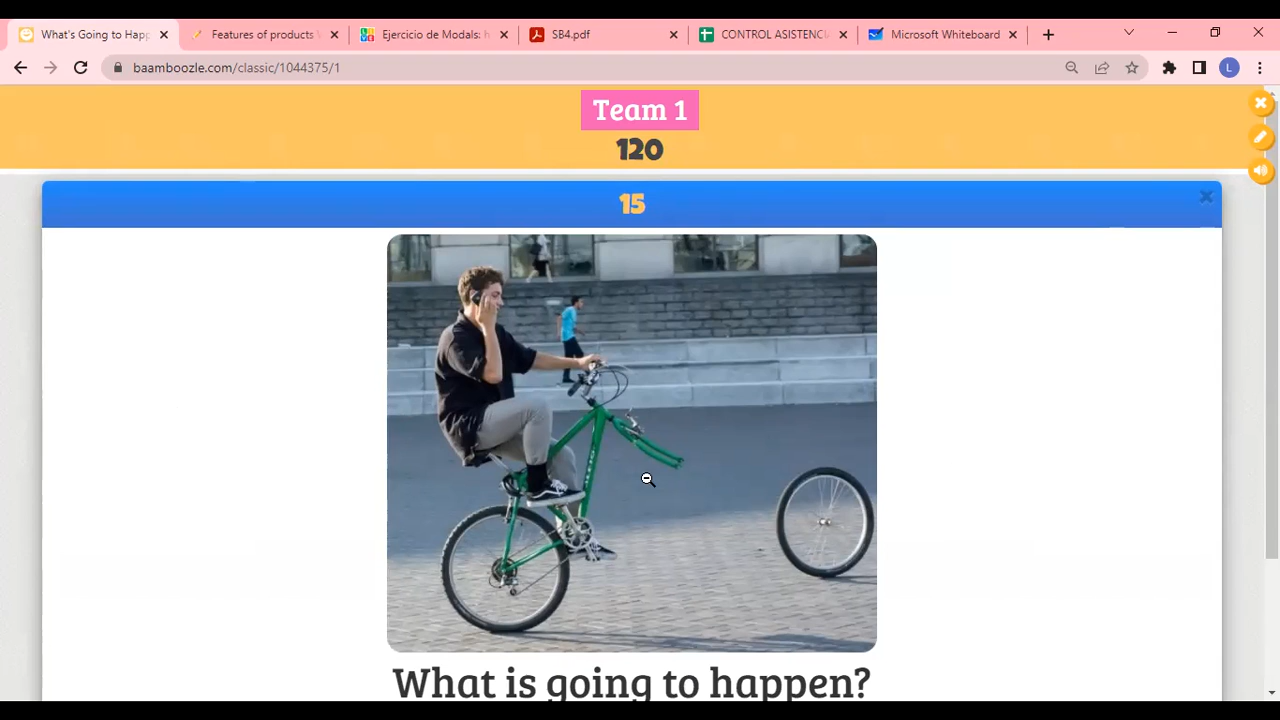 What's Going to Happ
Features of products
Ejercicio de Modals: h
SB4.pdf
CONTROL ASISTENCI
Microsoft Whiteboard
baamboozle.com/classic/1044375/1
L
Team 1
120
15
What is going to happen?